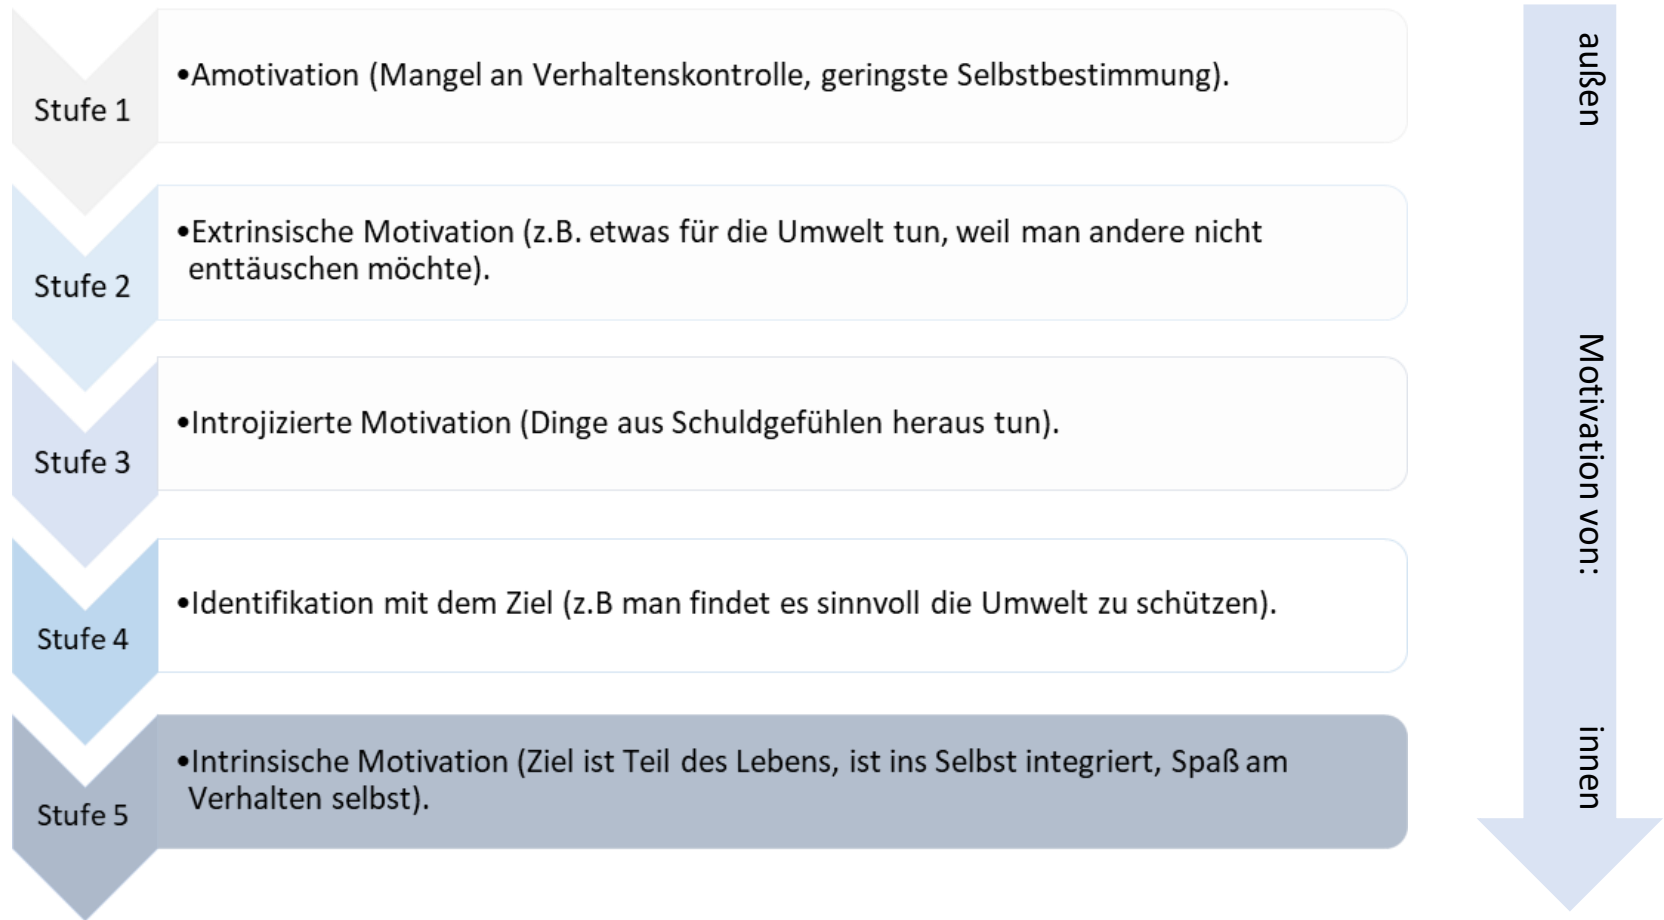 Stufe 1
•Amotivation (Mangel an Verhaltenskontrolle, geringste Selbstbestimmung).
Stufe 2
•Extrinsische Motivation (z.B. etwas für die Umwelt tun, weil man andere nicht
enttäuschen möchte).
Stufe 3
•Introjizierte Motivation (Dinge aus Schuldgefühlen heraus tun).
Stufe 4
•Identifikation mit dem Ziel (z.B man findet es sinnvoll die Umwelt zu schützen).
Stufe 5
•Intrinsische Motivation (Ziel ist Teil des Lebens, ist ins Selbst integriert, Spaß am
Verhalten selbst).
außen Motivation von: innen